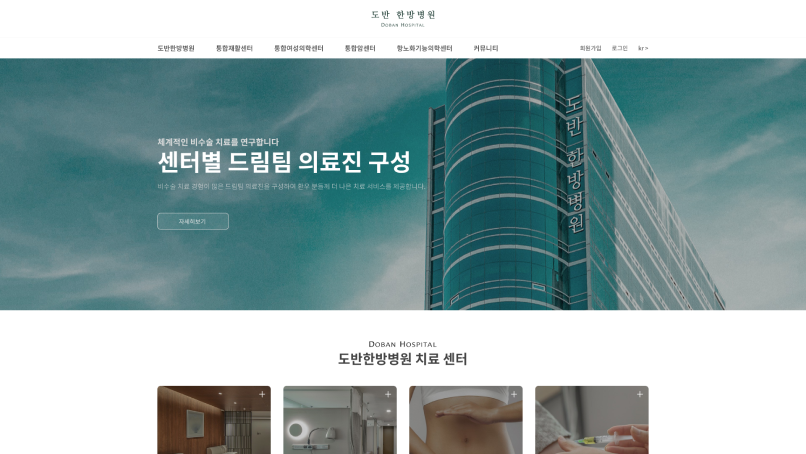 도반 한방병원
DOBAN HOSPITAL
도반한방병원 통합재활센터 통합여성의학센터 통합암센터 항노화기능의학센터 커뮤니티 회원가입 로그인 kr >
체계적인 비수술 치료를 연구합니다
센터별 드림팀 의료진 구성
비수술 치료 경험이 많은 드림팀 의료진을 구성하여 환우 분들께 더 나은 치료 서비스를 제공합니다.
자세히보기
도반 한방병원
DOBAN HOSPITAL
도반한방병원 치료 센터